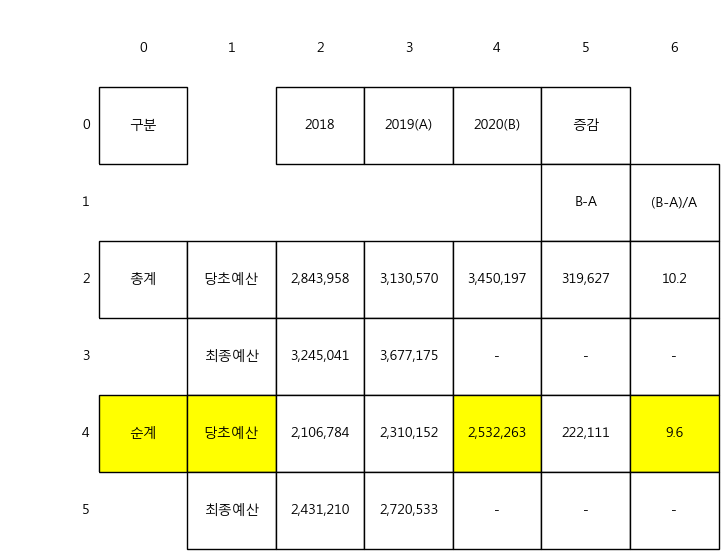 0 1 2 3 4 5 6
0 구분 2018 2019(A) 2020(B) 증감
1 B-A (B-A)/A
2 총계 당초예산 2,843,958 3,130,570 3,450,197 319,627 10.2
3 최종예산 3,245,041 3,677,175 - - -
4 순계 당초예산 2,106,784 2,310,152 2,532,263 222,111 9.6
5 최종예산 2,431,210 2,720,533 - - -